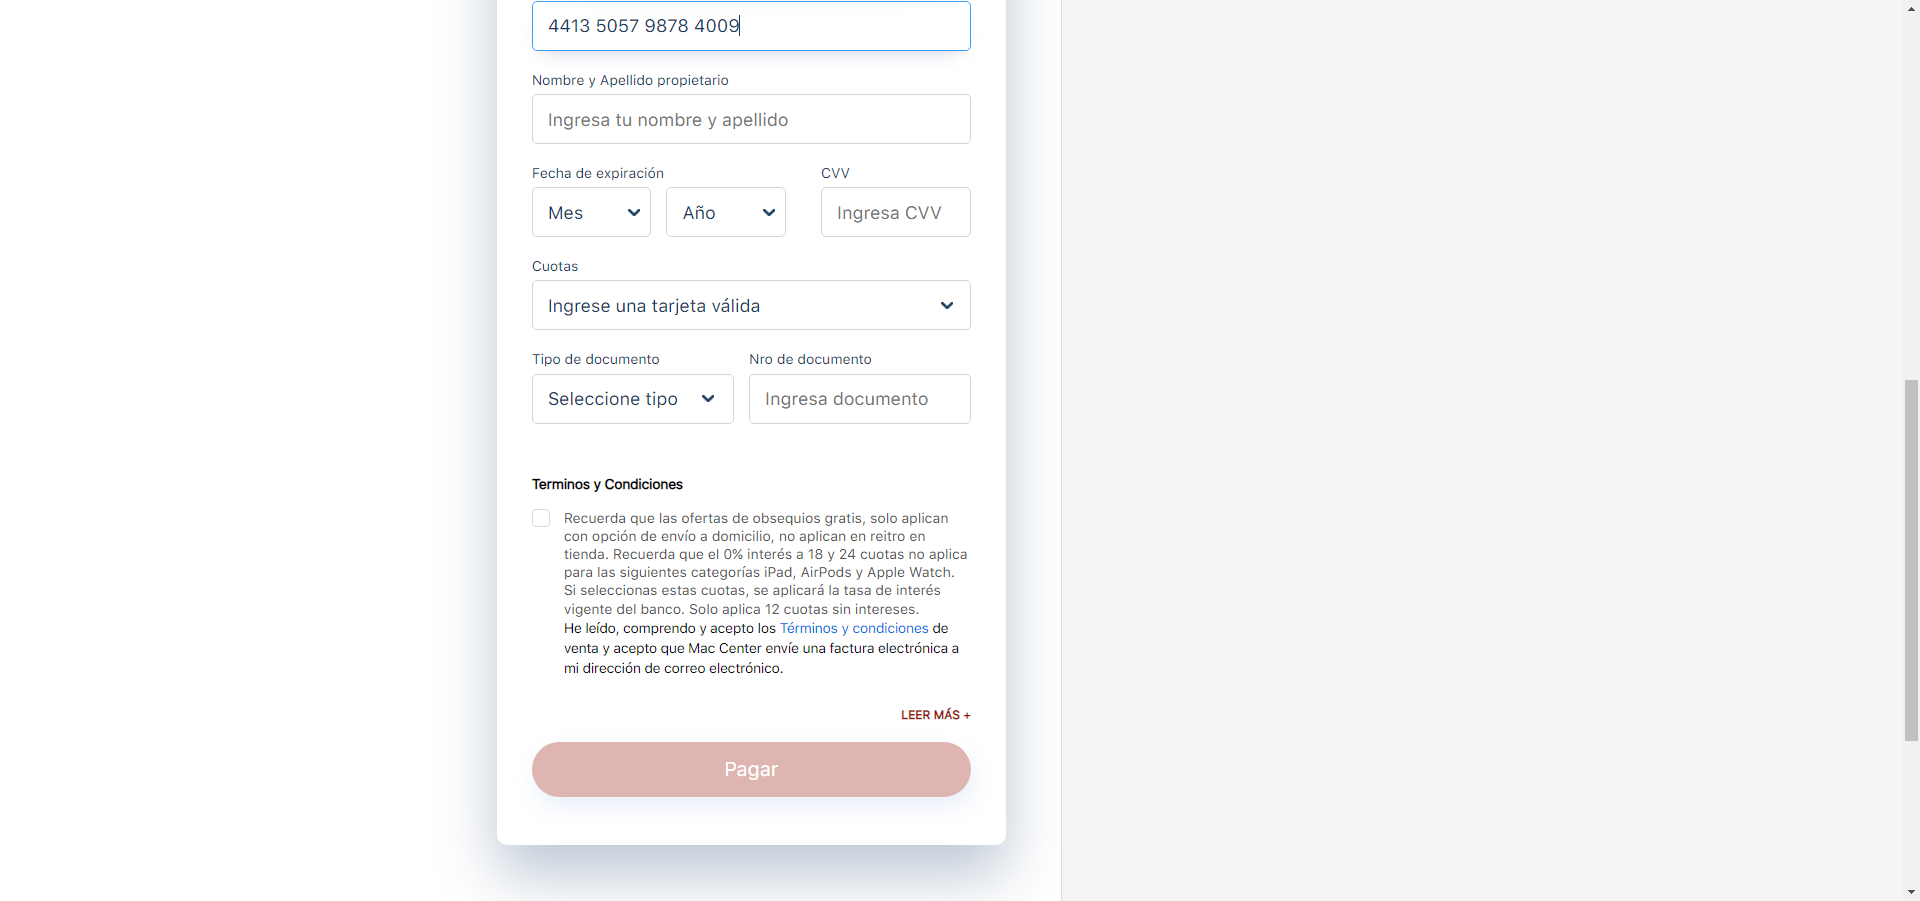 4413 5057 9878 4009
Nombre y Apellido propietario
Ingresa tu nombre y apellido
Fecha de expiración
CVV
Mes
Año
Ingresa CVV
Cuotas
Ingrese una tarjeta válida
Tipo de documento
Nro de documento
Seleccione tipo
Ingresa documento
Terminos y Condiciones
Recuerda que las ofertas de obsequios gratis, solo aplican
con opción de envío a domicilio, no aplican en reitro en
tienda. Recuerda que el 0% interés a 18 y 24 cuotas no aplica
para las siguientes categorías iPad, AirPods y Apple Watch.
Si seleccionas estas cuotas, se aplicará la tasa de interés
vigente del banco. Solo aplica 12 cuotas sin intereses.
He leído, comprendo y acepto los Términos y condiciones de
venta y acepto que Mac Center envíe una factura electrónica a
mi dirección de correo electrónico.
LEER MÁS +
Pagar